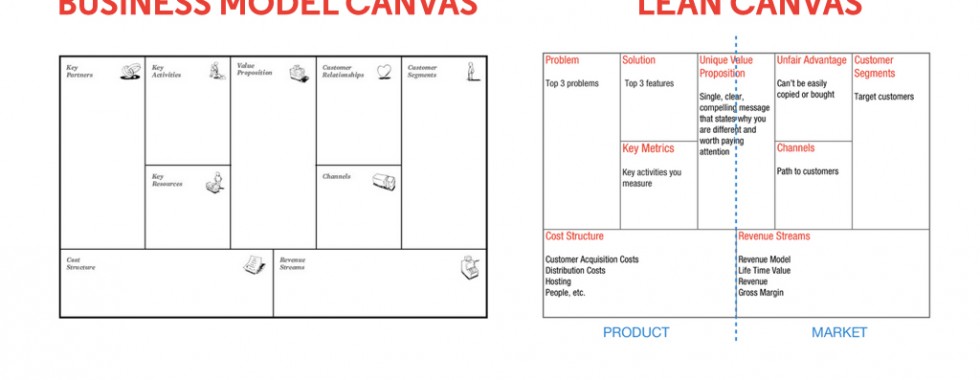 BUSINESS MODEL CANVAS
Key
Partners
Key
Activities
Value
Proposition
Customer
Relationships
Customer
Segments
Key
Resources
Channels
Cost
Structure
Revenue
Streams
LEAN CANVAS
Problem
Top 3 problems
Solution
Top 3 features
Key Metrics
Key activities you
measure
Unique Value
Proposition
Single, clear,
compelling message
that states why you
are different and
worth paying
attention
Unfair Advantage
Can't be easily
copied or bought
Channels
Path to customers
Customer
Segments
Target customers
Cost Structure
Customer Acquisition Costs
Distribution Costs
Hosting
People, etc.
Revenue Streams
Revenue Model
Life Time Value
Revenue
Gross Margin
PRODUCT
MARKET